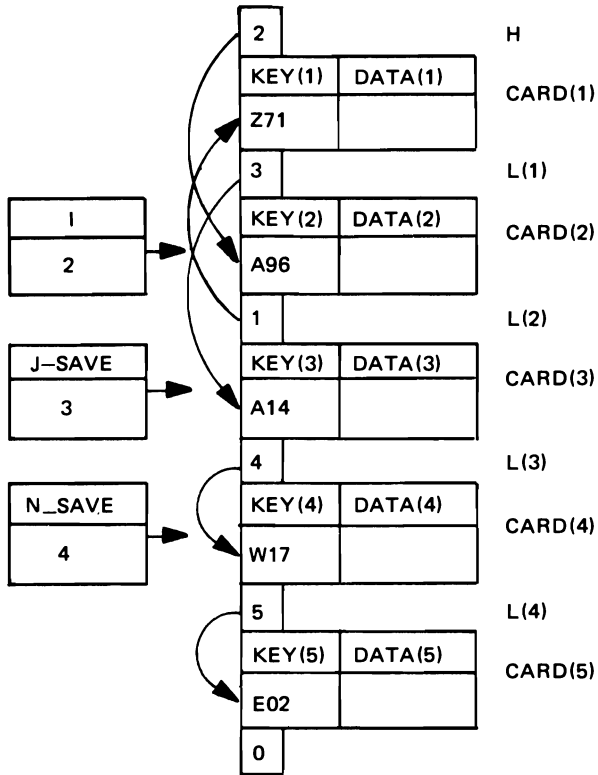 2 H
KEY(1) DATA(1)
CARD(1)
Z71
3 L(1)
I
2
KEY(2) DATA(2)
CARD(2)
A96
1 L(2)
J–SAVE
3
KEY(3) DATA(3)
CARD(3)
A14
4 L(3)
N_SAVE
4
KEY(4) DATA(4)
CARD(4)
W17
5 L(4)
KEY(5) DATA(5)
CARD(5)
E02
0